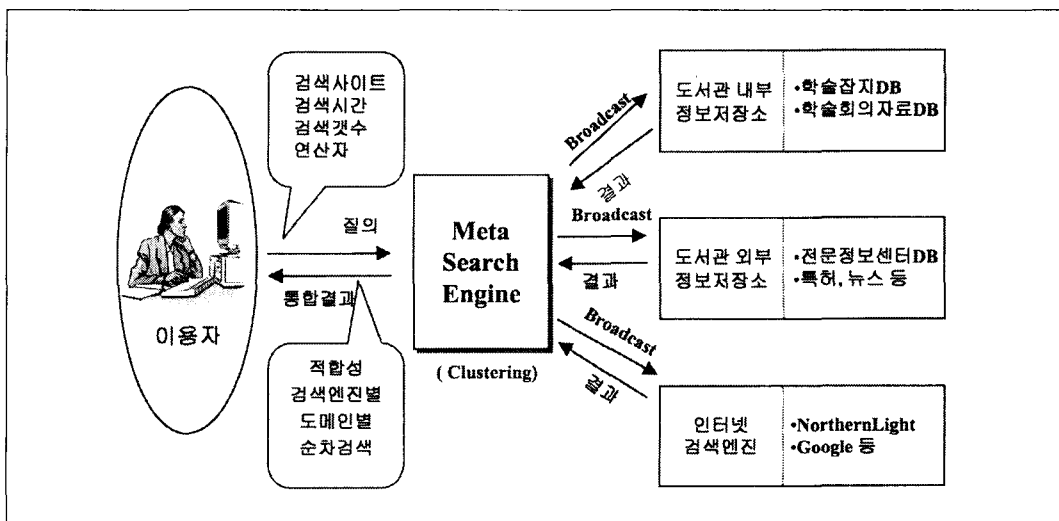 검색사이트
검색시간
검색갯수
연산자
이용자
질의
통합결과
적합성
검색엔진별
도메인별
순차검색
Meta
Search
Engine
( Clustering)
Broadcast
결과
Broadcast
결과
Broadcast
결과
도서관 내부
정보저장소
•학술잡지DB
•학술회의자료DB
도서관 외부
정보저장소
•전문정보센터DB
•특허, 뉴스 등
인터넷
검색엔진
•NorthernLight
•Google 등